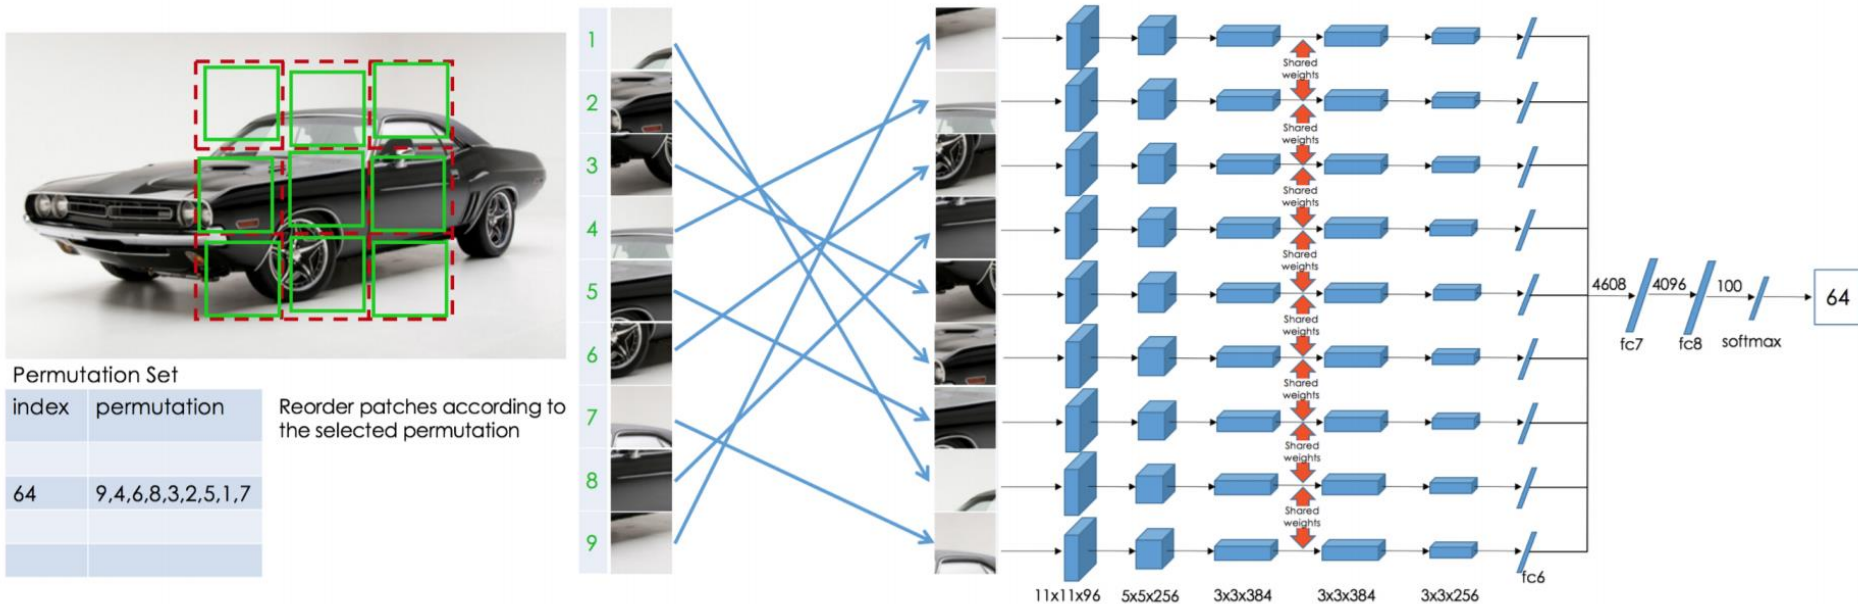 Permutation Set
index permutation
64 9,4,6,8,3,2,5,1,7
Reorder patches according to
the selected permutation
1
2
3
4
5
6
7
8
9
Shared
weights
Shared
weights
Shared
weights
Shared
weights
Shared
weights
Shared
weights
Shared
weights
Shared
weights
11x11x96 5x5x256 3x3x384 3x3x384 3x3x256
fc6
4608 4096 100
fc7 fc8 softmax
64